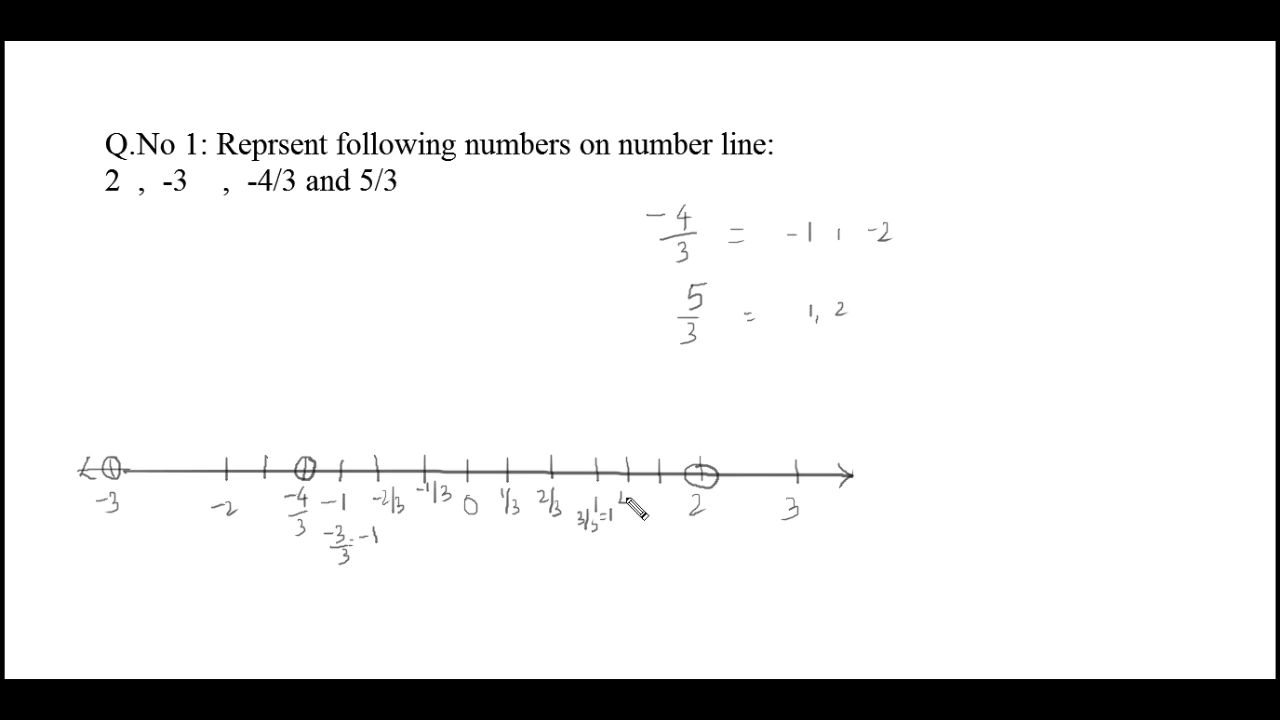 Q.No 1: Reprsent following numbers on number line:
2 , -3 , -4/3 and 5/3
-4/3 = -1 , -2
5/3 = 1, 2
-3 -2 -4/3 -1 -2/3 -1/3 0 1/3 2/3 1 4 2 3
-3/3 = -1 3/3=1